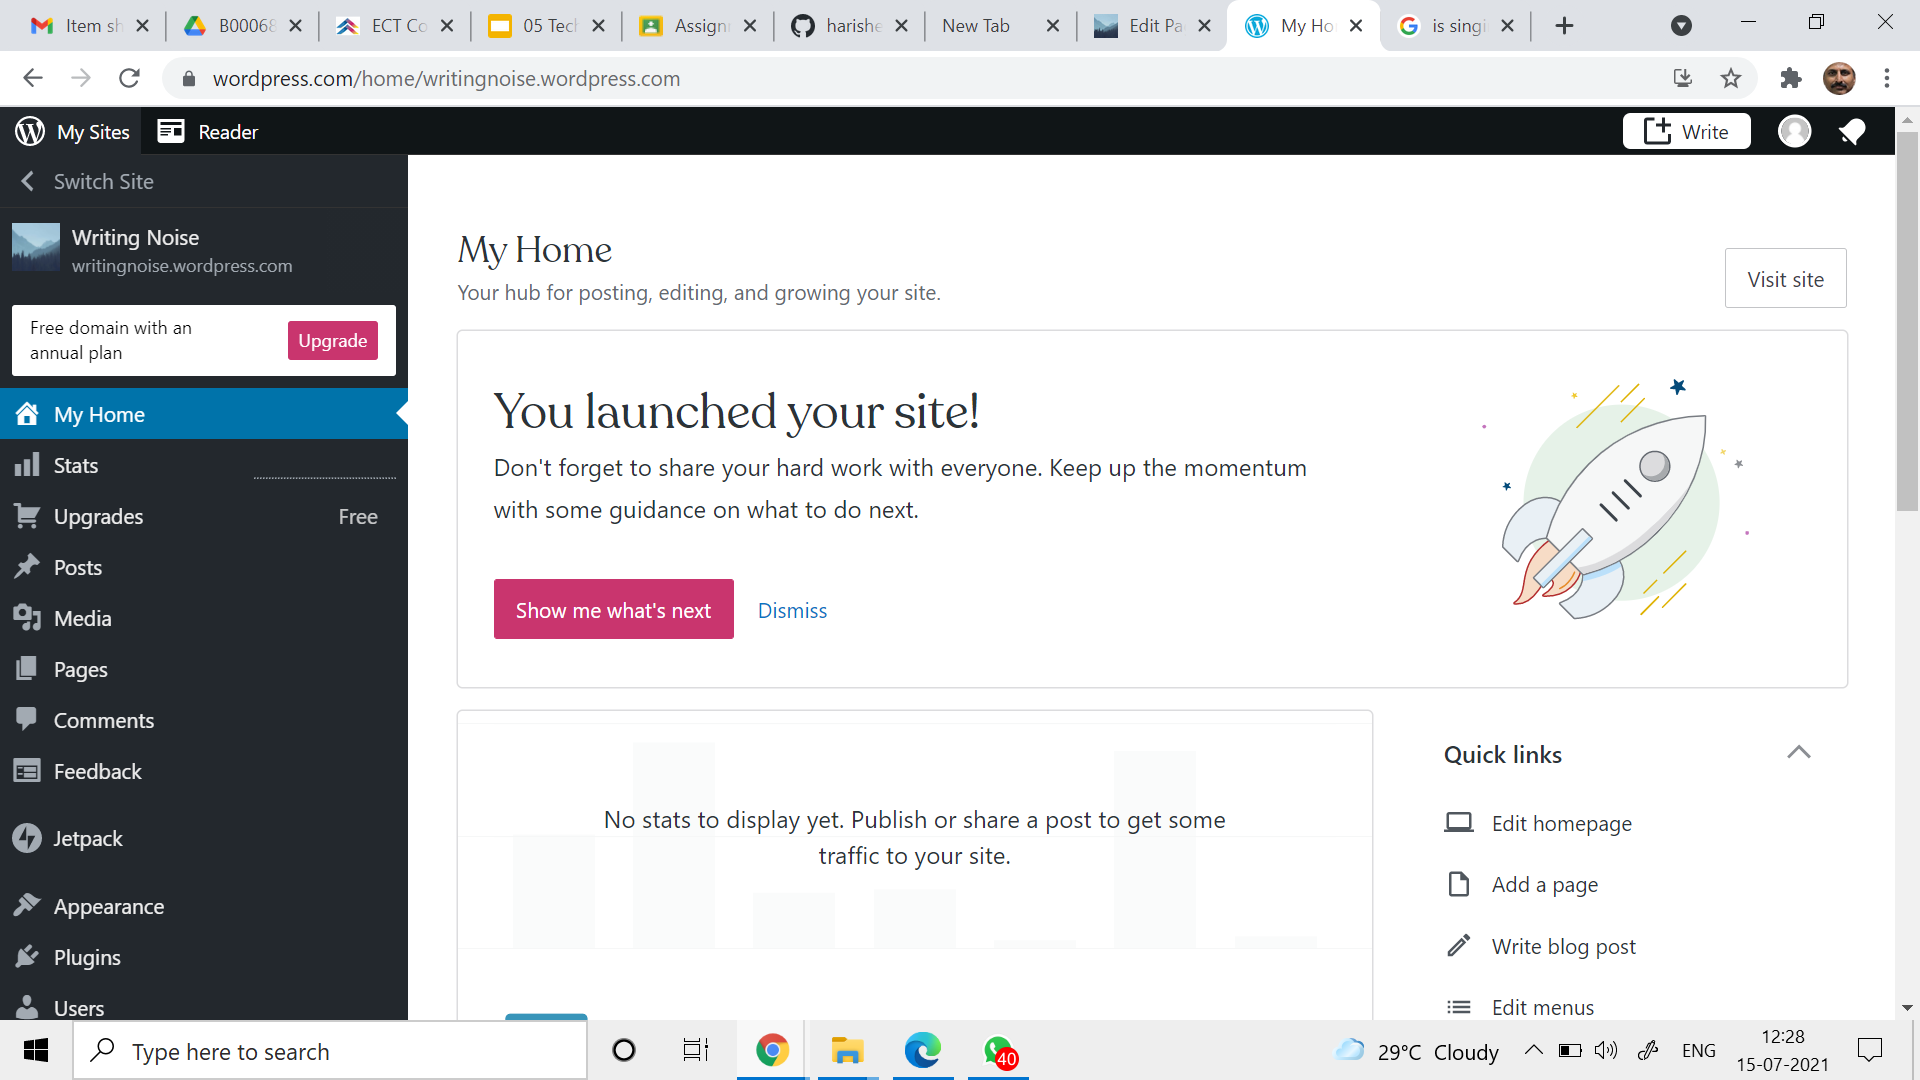 Item sh
B00068
ECT Co
05 Tech
Assign
harishe
New Tab
Edit Pa
My Ho
is singi
wordpress.com/home/writingnoise.wordpress.com
My Sites
Reader
Write
Switch Site
Writing Noise
writingnoise.wordpress.com
Free domain with an
annual plan
Upgrade
My Home
Stats
Upgrades Free
Posts
Media
Pages
Comments
Feedback
Jetpack
Appearance
Plugins
Users
My Home
Your hub for posting, editing, and growing your site.
Visit site
You launched your site!
Don't forget to share your hard work with everyone. Keep up the momentum
with some guidance on what to do next.
Show me what's next
Dismiss
No stats to display yet. Publish or share a post to get some
traffic to your site.
Quick links
Edit homepage
Add a page
Write blog post
Edit menus
Type here to search
40
29°C Cloudy
ENG
12:28
15-07-2021